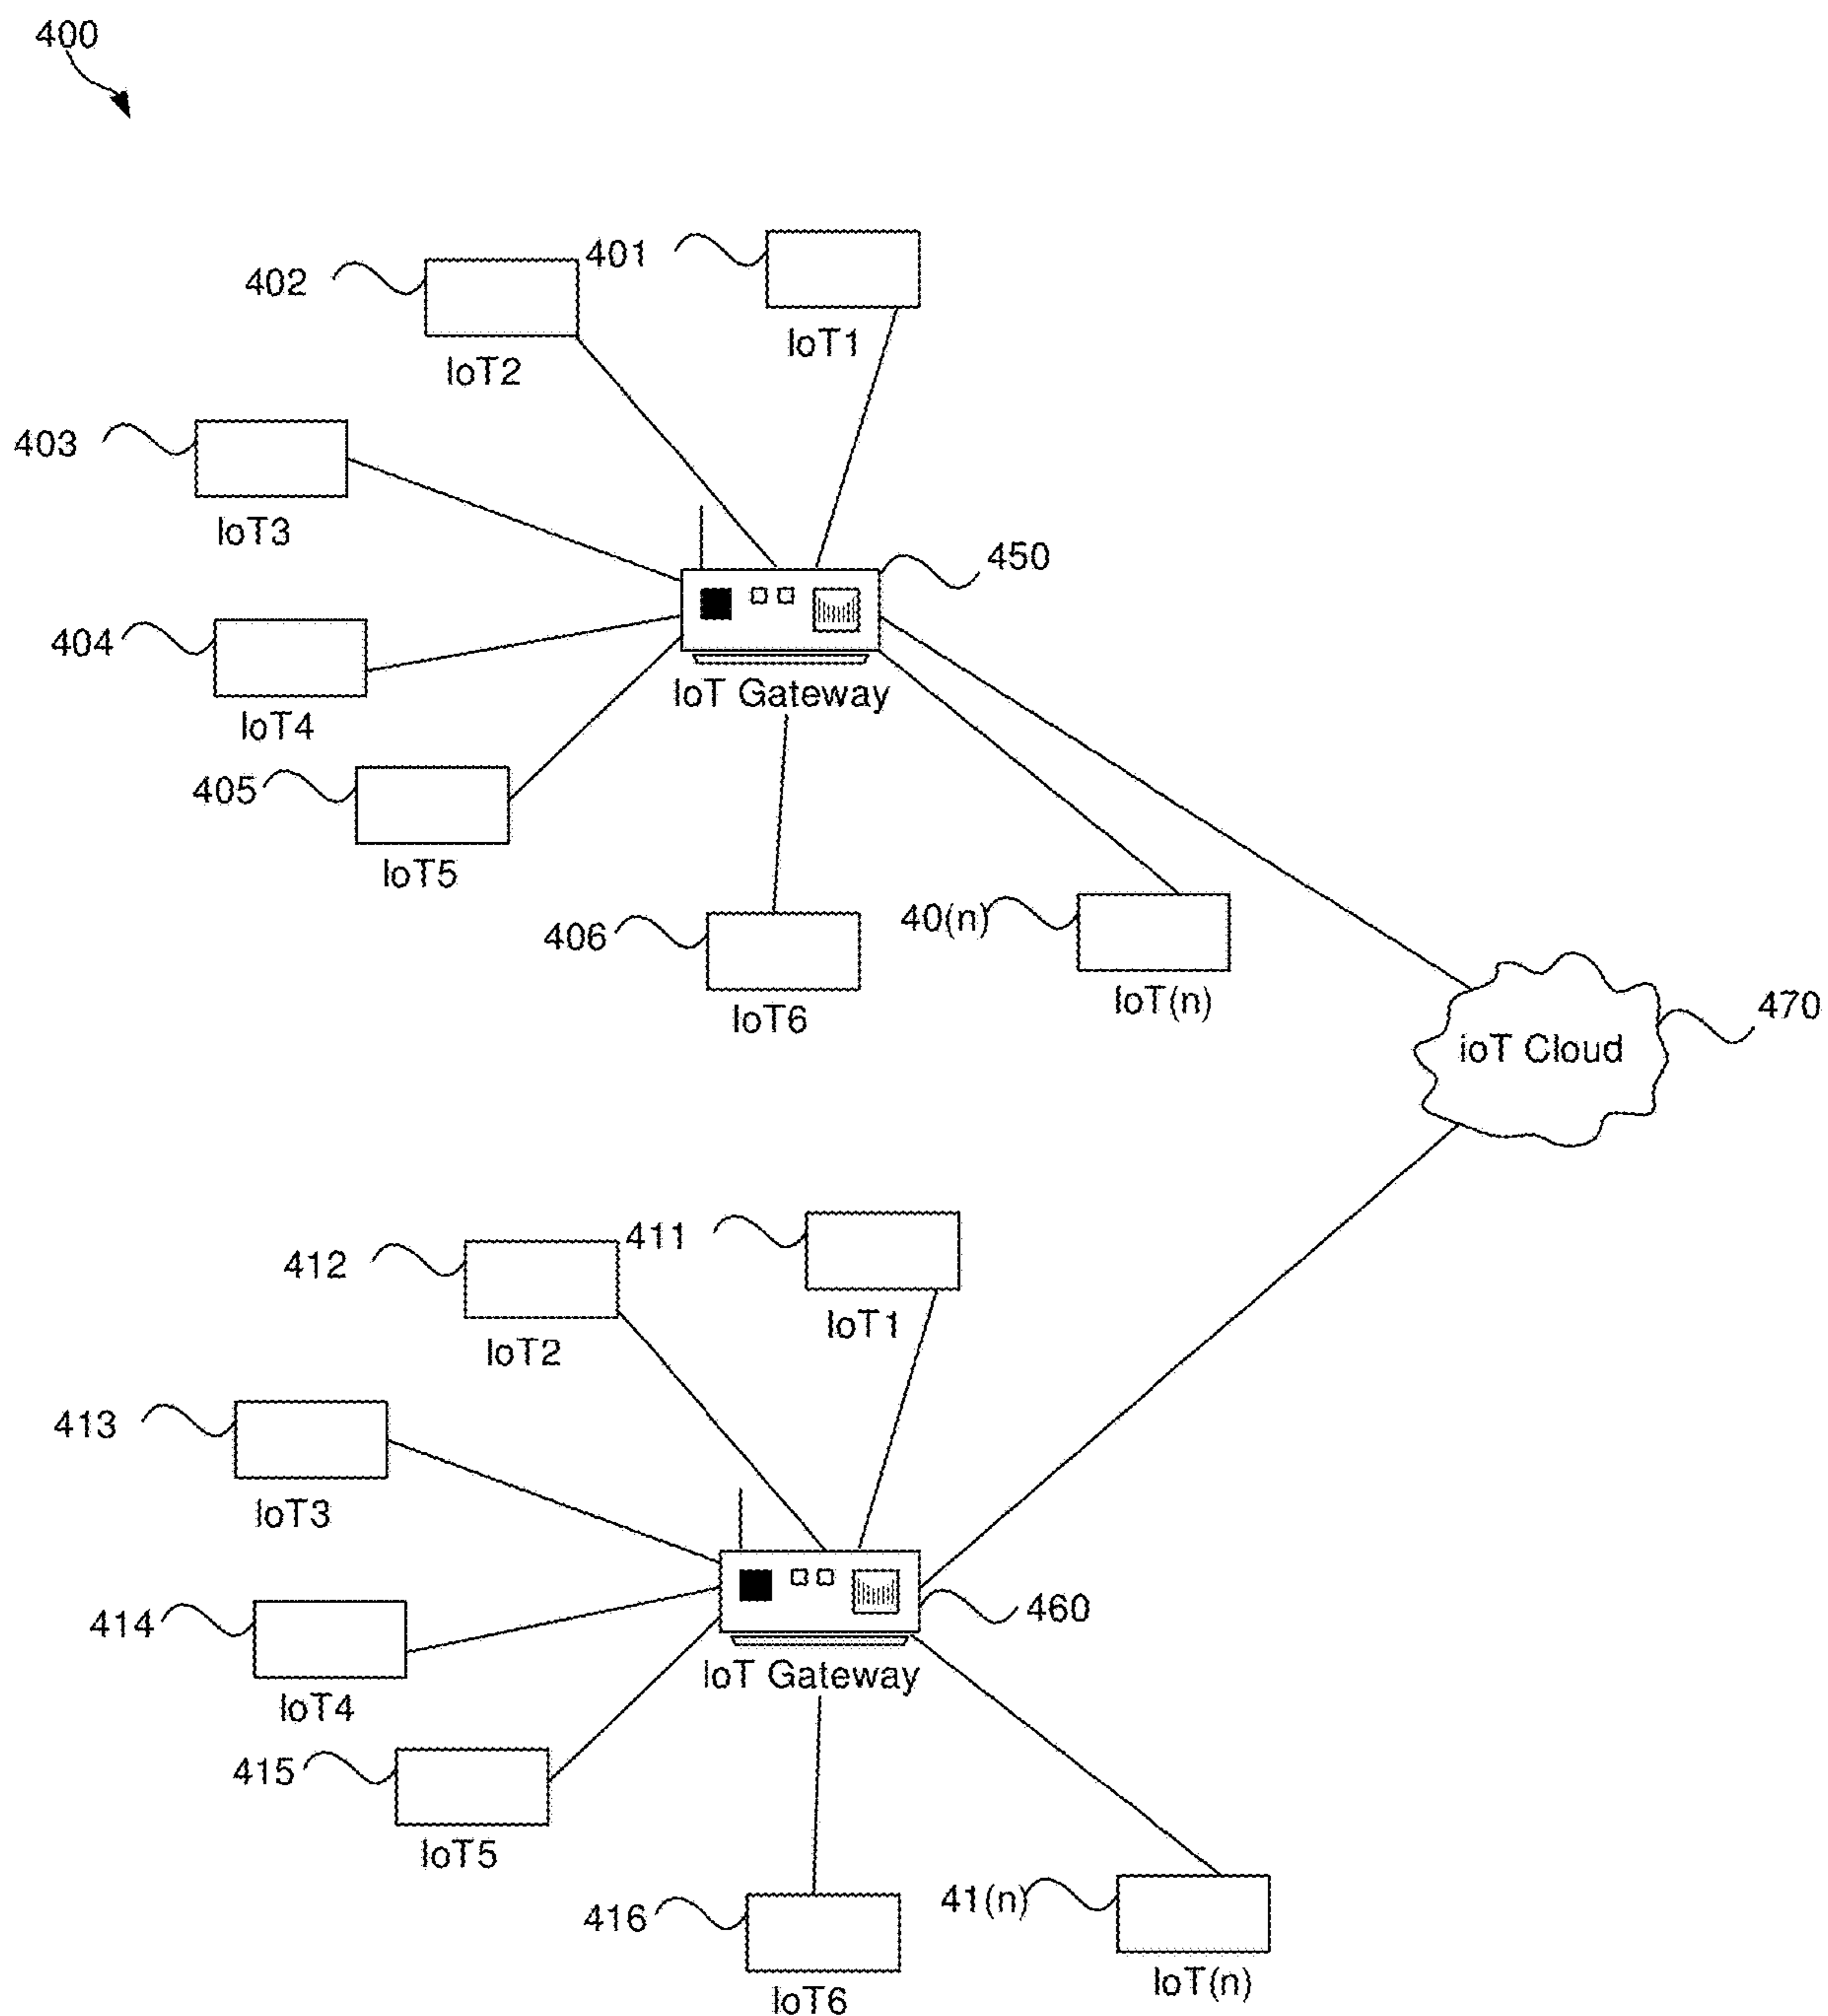 400
401
402
IoT1
IoT2
403
IoT3
450
404
IoT Gateway
IoT4
405
IoT5
406
40(n)
IoT6
IoT(n)
470
ioT Cloud
411
412
IoT1
IoT2
413
IoT3
460
414
IoT Gateway
IoT4
415
IoT5
416
41(n)
IoT6
IoT(n)